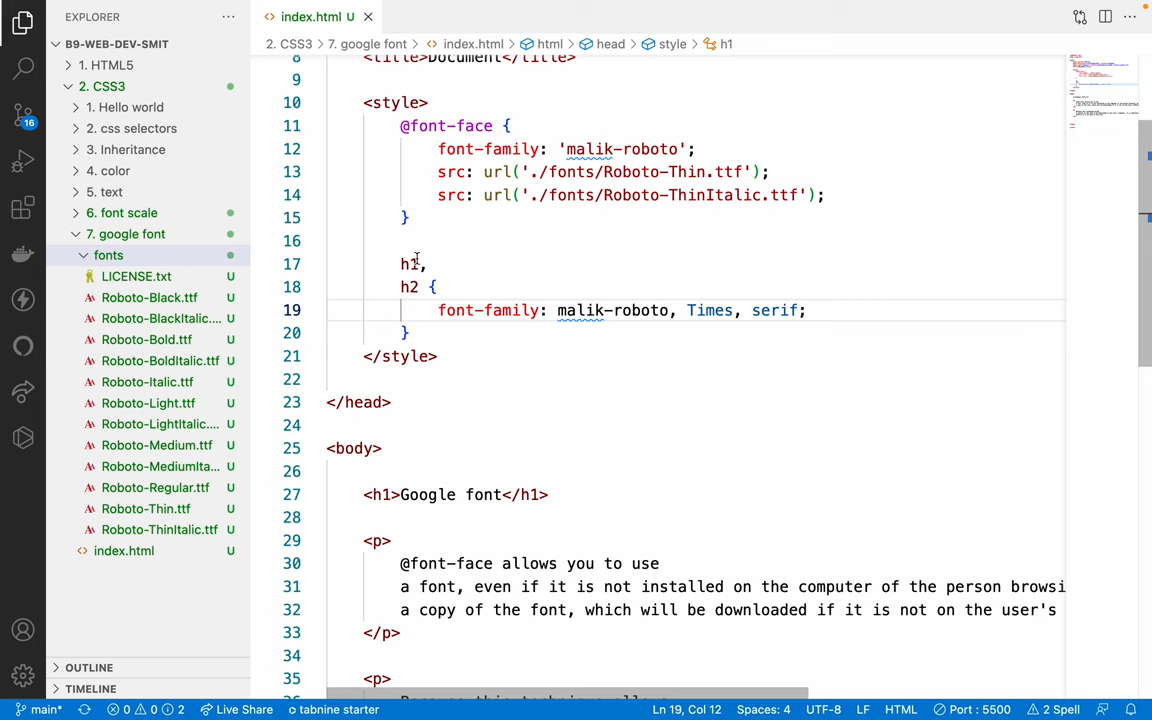 EXPLORER
index.html U
B9-WEB-DEV-SMIT
1. HTML5
2. CSS3
1. Hello world
2. css selectors
3. Inheritance
4. color
5. text
6. font scale
7. google font
fonts
LICENSE.txt U
Roboto-Black.ttf U
Roboto-BlackItalic.... U
Roboto-Bold.ttf U
Roboto-BoldItalic.... U
Roboto-Italic.ttf U
Roboto-Light.ttf U
Roboto-LightItalic.... U
Roboto-Medium.ttf U
Roboto-MediumIta... U
Roboto-Regular.ttf U
Roboto-Thin.ttf U
Roboto-ThinItalic.ttf U
index.html U
OUTLINE
TIMELINE
16
2. CSS3 > 7. google font > index.html > html > head > style > h1
8 <title>Document</title>
9
10 <style>
11 @font-face {
12 font-family: 'malik-roboto';
13 src: url('./fonts/Roboto-Thin.ttf');
14 src: url('./fonts/Roboto-ThinItalic.ttf');
15 }
16
17 h1,
18 h2 {
19 font-family: malik-roboto, Times, serif;
20 }
21 </style>
22
23 </head>
24
25 <body>
26
27 <h1>Google font</h1>
28
29 <p>
30 @font-face allows you to use
31 a font, even if it is not installed on the computer of the person browsi
32 a copy of the font, which will be downloaded if it is not on the user's
33 </p>
34
35 <p>
main* 0 0 2 Live Share tabnine starter Ln 19, Col 12 Spaces: 4 UTF-8 LF HTML Port : 5500 2 Spell